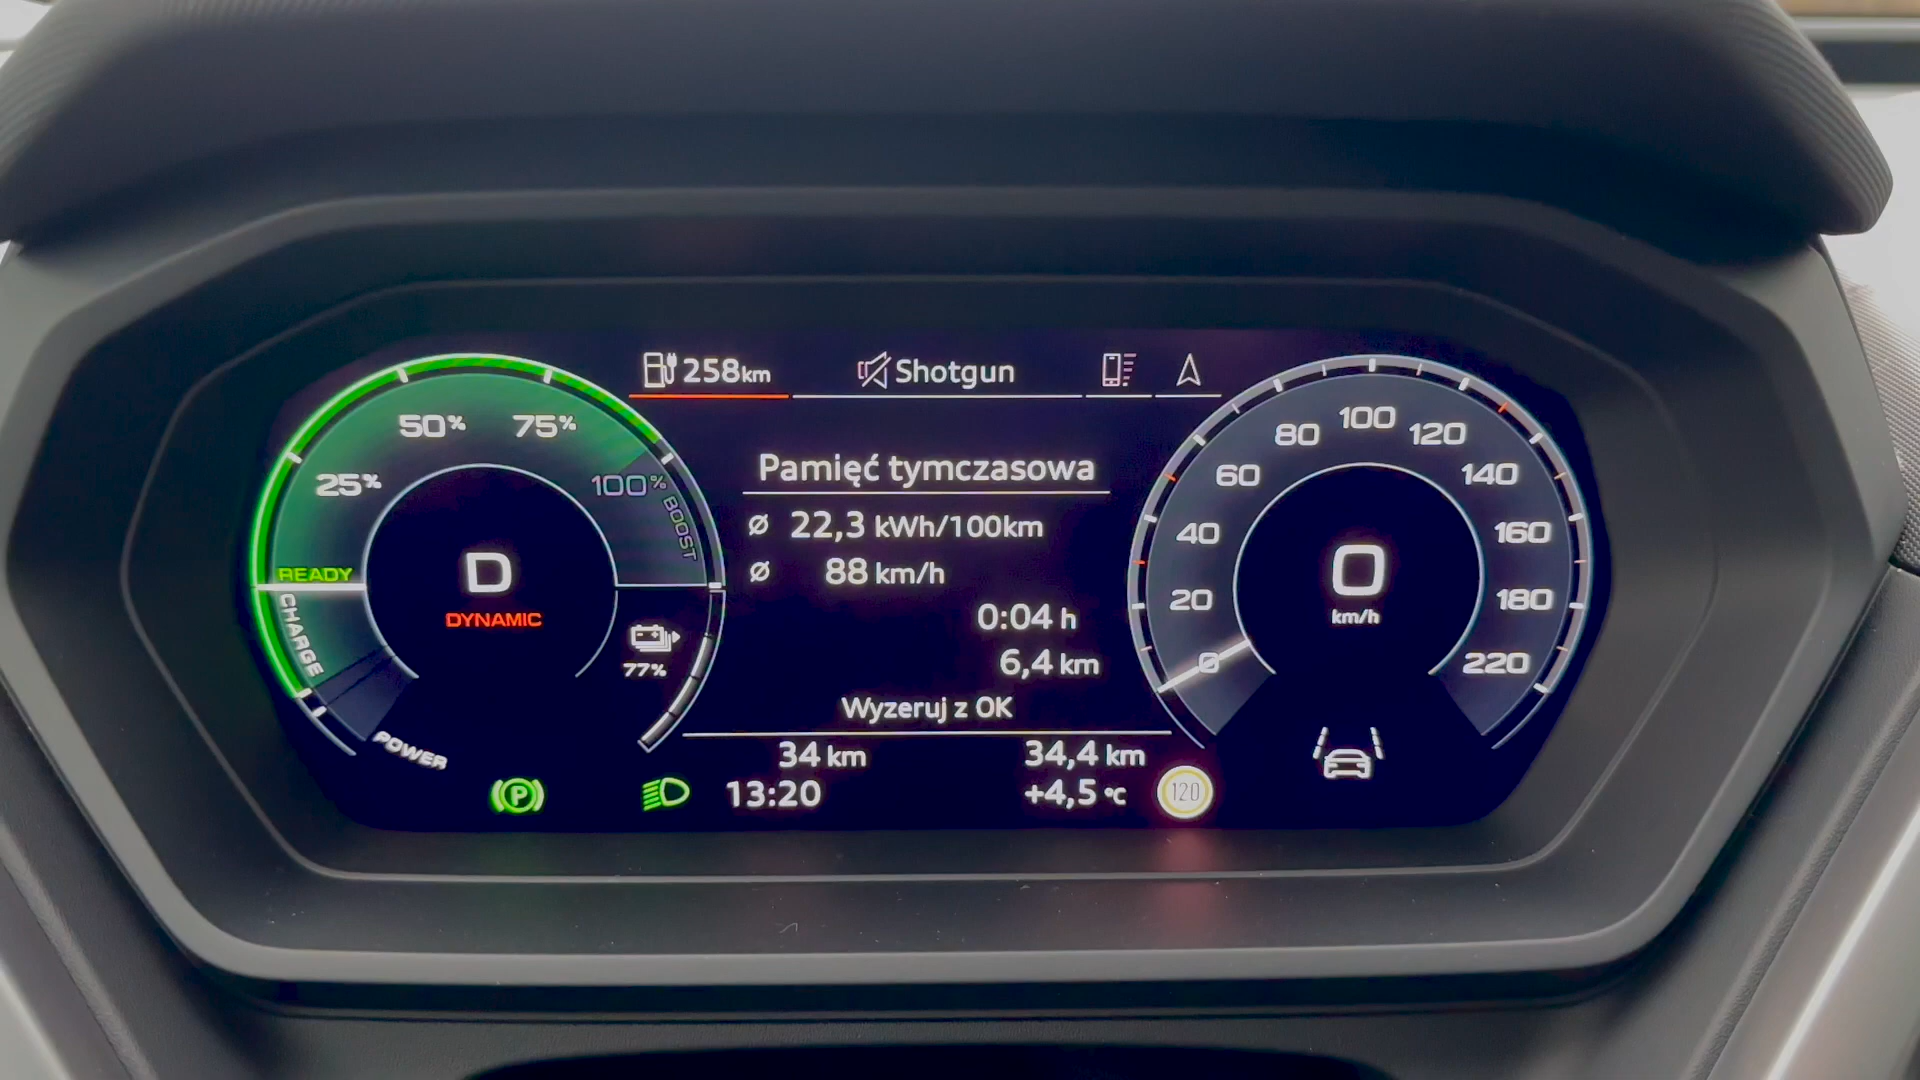 258km
Shotgun
50%
75%
25%
100%
BOOST
READY
CHARGE
POWER
D
DYNAMIC
77%
Pamięć tymczasowa
ø 22,3 kWh/100km
ø 88 km/h
0:04 h
6,4 km
Wyzeruj z OK
34 km
34,4 km
13:20
+4,5 °C
120
P
0
20
40
60
80
100
120
140
160
180
220
0
km/h